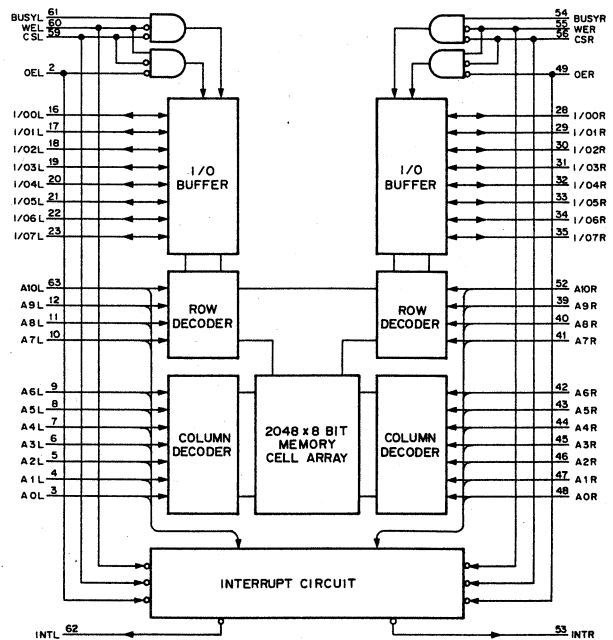 BUSYL 61
WEL 60
CSL 59
OEL 2
54 BUSYR
55 WER
56 CSR
49 OER
I/O0L 16
I/O1L 17
I/O2L 18
I/O3L 19
I/O4L 20
I/O5L 21
I/O6L 22
I/O7L 23
I/O
BUFFER
I/O
BUFFER
28 I/O0R
29 I/O1R
30 I/O2R
31 I/O3R
32 I/O4R
33 I/O5R
34 I/O6R
35 I/O7R
A10L 63
A9L 12
A8L 11
A7L 10
ROW
DECODER
ROW
DECODER
52 A10R
39 A9R
40 A8R
41 A7R
A6L 9
A5L 8
A4L 7
A3L 6
A2L 5
A1L 4
A0L 3
COLUMN
DECODER
2048 x 8 BIT
MEMORY
CELL ARRAY
COLUMN
DECODER
42 A6R
43 A5R
44 A4R
45 A3R
46 A2R
47 A1R
48 A0R
INTERRUPT CIRCUIT
INTL 62
53 INTR